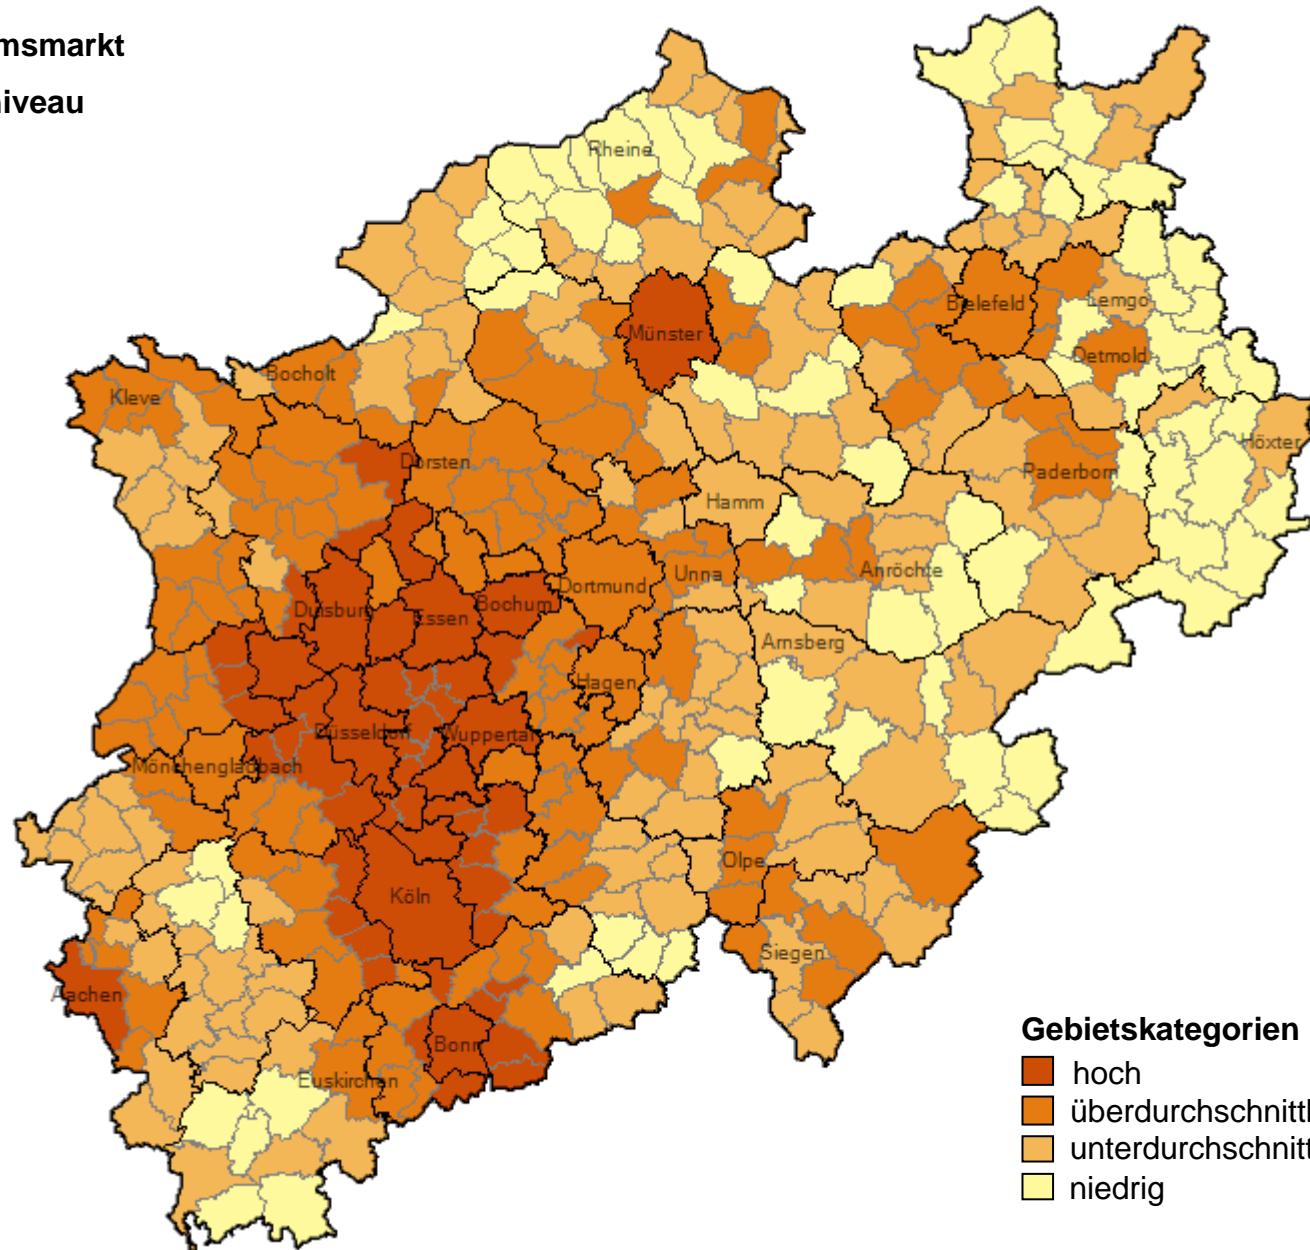 msmarkt
iveau
Rheine
Münster
Bielefeld
Lemgo
Detmold
Bocholt
Kleve
Höxter
Dorsten
Paderborn
Hamm
Anröchte
Dortmund
Unna
Duisburg
Essen
Bochum
Arnsberg
Hagen
Düsseldorf
Wuppertal
Mönchengladbach
Olpe
Köln
Siegen
Aachen
Bonn
Euskirchen
Gebietskategorien
hoch
überdurchschnittl
unterdurchschnitt
niedrig